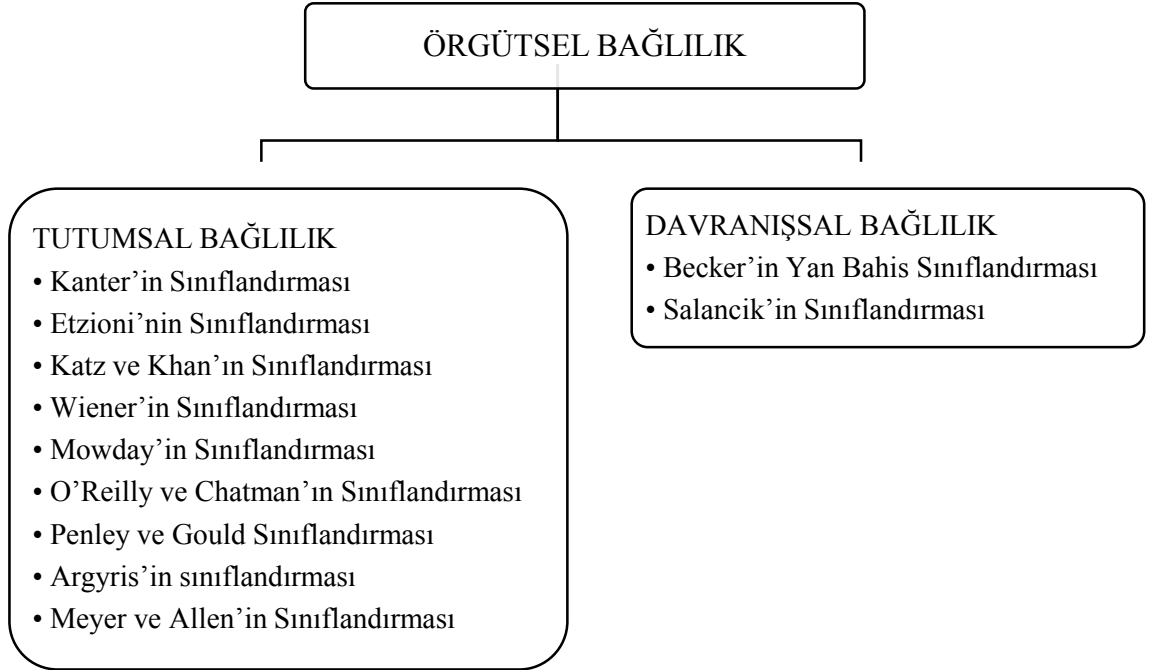 ÖRGÜTSEL BAĞLILIK
TUTUMSAL BAĞLILIK
• Kanter’in Sınıflandırması
• Etzioni’nin Sınıflandırması
• Katz ve Khan’ın Sınıflandırması
• Wiener’in Sınıflandırması
• Mowday’in Sınıflandırması
• O’Reilly ve Chatman’ın Sınıflandırması
• Penley ve Gould Sınıflandırması
• Argyris’in sınıflandırması
• Meyer ve Allen’in Sınıflandırması
DAVRANIŞSAL BAĞLILIK
• Becker’in Yan Bahis Sınıflandırması
• Salancik’in Sınıflandırması